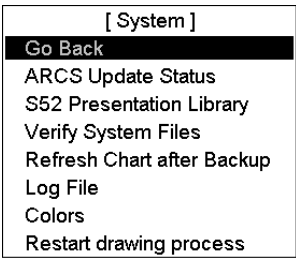 [ System ]
Go Back
ARCS Update Status
S52 Presentation Library
Verify System Files
Refresh Chart after Backup
Log File
Colors
Restart drawing process